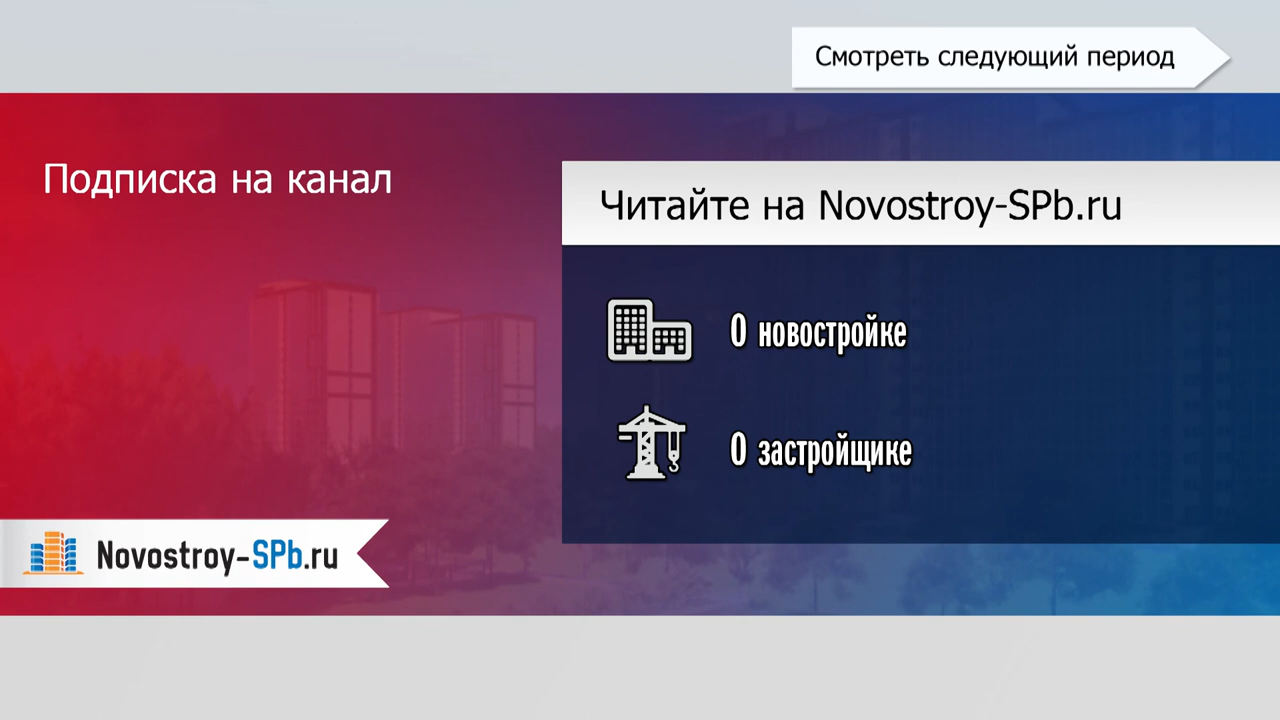 Смотреть следующий период
Подписка на канал
Читайте на Novostroy-SPb.ru
О новостройке
О застройщике
Novostroy-SPb.ru